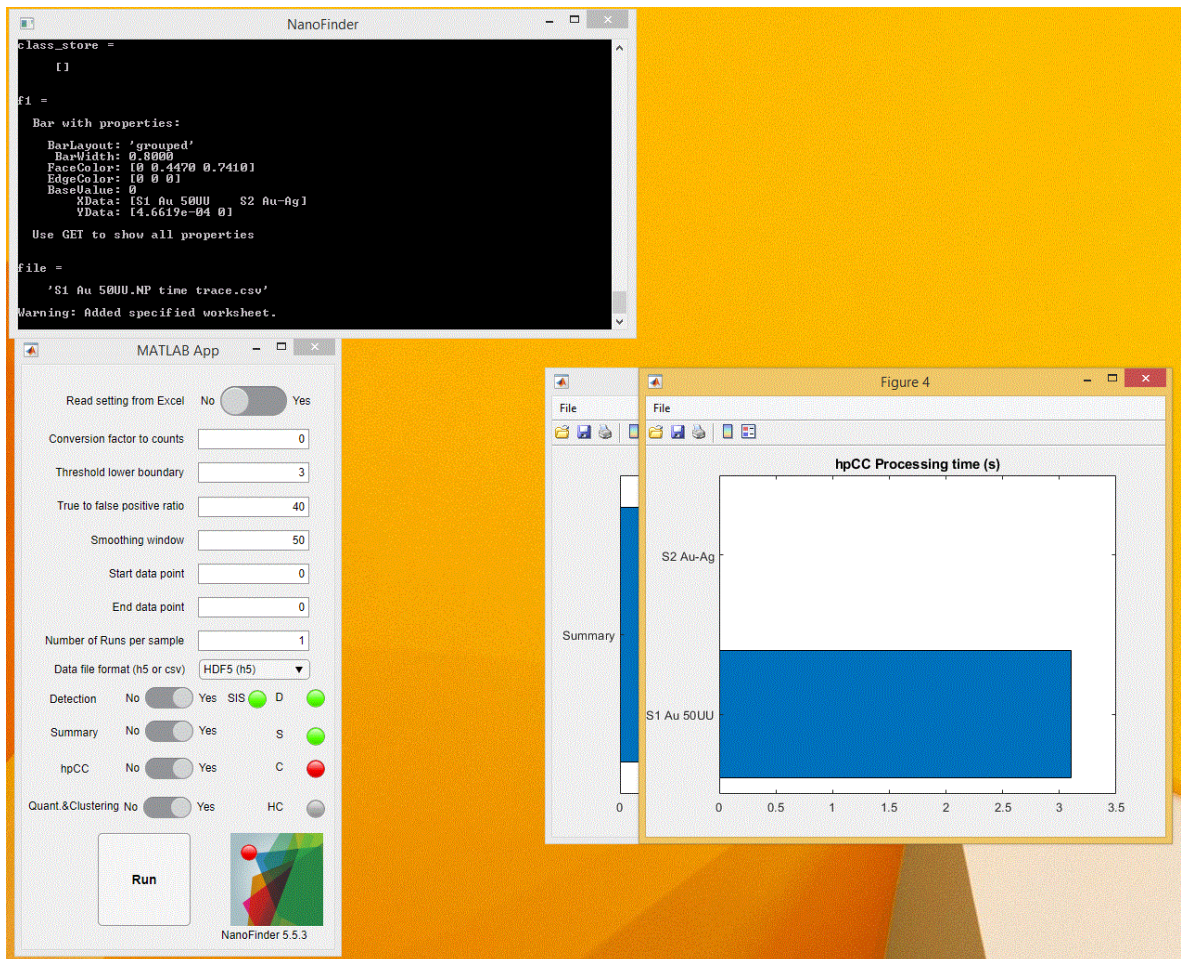 NanoFinder
class_store =
[]
f1 =
Bar with properties:
BarLayout: 'grouped'
BarWidth: 0.8000
FaceColor: [0 0.4470 0.7410]
EdgeColor: [0 0 0]
BaseValue: 0
XData: [S1 Au 50UU    S2 Au-Ag]
YData: [4.6619e-04 0]
Use GET to show all properties
file =
'S1 Au 50UU.NP time trace.csv'
Warning: Added specified worksheet.
MATLAB App
Read setting from Excel No Yes
Conversion factor to counts 0
Threshold lower boundary 3
True to false positive ratio 40
Smoothing window 50
Start data point 0
End data point 0
Number of Runs per sample 1
Data file format (h5 or csv) HDF5 (h5)
Detection No Yes SIS D
Summary No Yes S
hpCC No Yes C
Quant.&Clustering No Yes HC
Run
NanoFinder 5.5.3
File
Summary
0
Figure 4
File
hpCC Processing time (s)
S2 Au-Ag
S1 Au 50UU
0 0.5 1 1.5 2 2.5 3 3.5